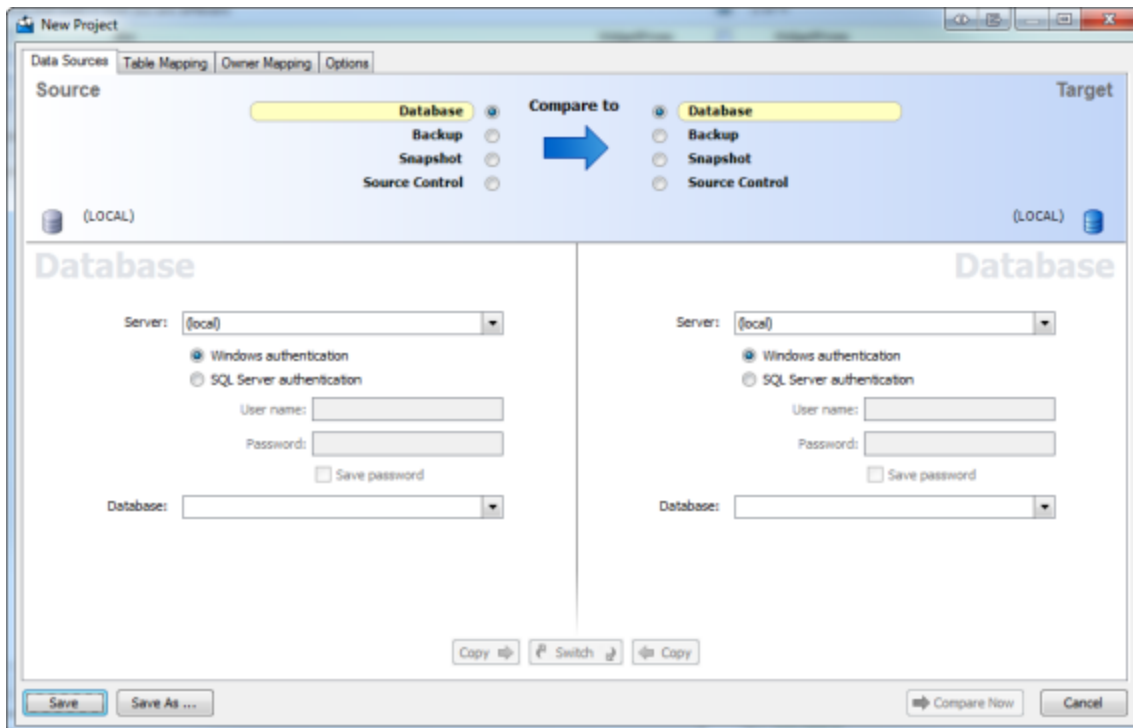 New Project
Data Sources Table Mapping Owner Mapping Options
Source Target
Database Compare to Database
Backup Backup
Snapshot Snapshot
Source Control Source Control
(LOCAL) (LOCAL)
Database Database
Server: (local) Server: (local)
Windows authentication Windows authentication
SQL Server authentication SQL Server authentication
User name: User name:
Password: Password:
Save password Save password
Database: Database:
Copy Switch Copy
Save Save As ... Compare Now Cancel